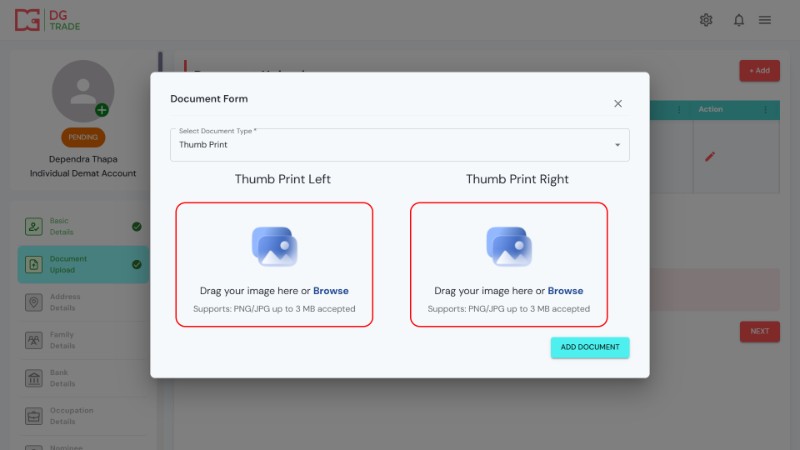 DG
TRADE
+ Add
Action
PENDING
Dependra Thapa
Individual Demat Account
Basic
Details
Document
Upload
Address
Details
Family
Details
Bank
Details
Occupation
Details
Nominee
Document Form
Select Document Type *
Thumb Print
Thumb Print Left
Thumb Print Right
Drag your image here or Browse
Supports: PNG/JPG up to 3 MB accepted
Drag your image here or Browse
Supports: PNG/JPG up to 3 MB accepted
ADD DOCUMENT
NEXT